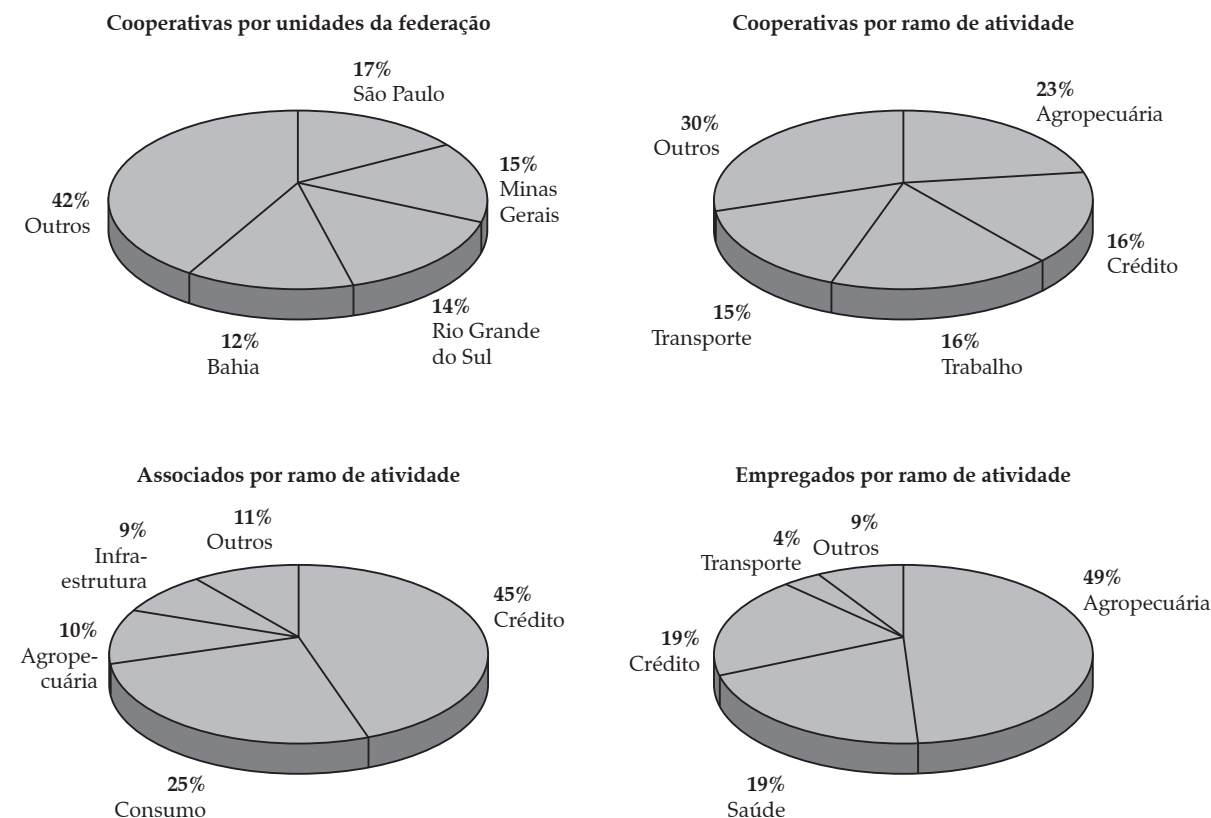 Cooperativas por unidades da federação
17%
São Paulo
15%
Minas
Gerais
14%
Rio Grande
do Sul
12%
Bahia
42%
Outros
Cooperativas por ramo de atividade
23%
Agropecuária
16%
Crédito
16%
Trabalho
15%
Transporte
30%
Outros
Associados por ramo de atividade
45%
Crédito
25%
Consumo
10%
Agrope-
cuária
9%
Infra-
estrutura
11%
Outros
Empregados por ramo de atividade
49%
Agropecuária
19%
Saúde
19%
Crédito
4%
Transporte
9%
Outros